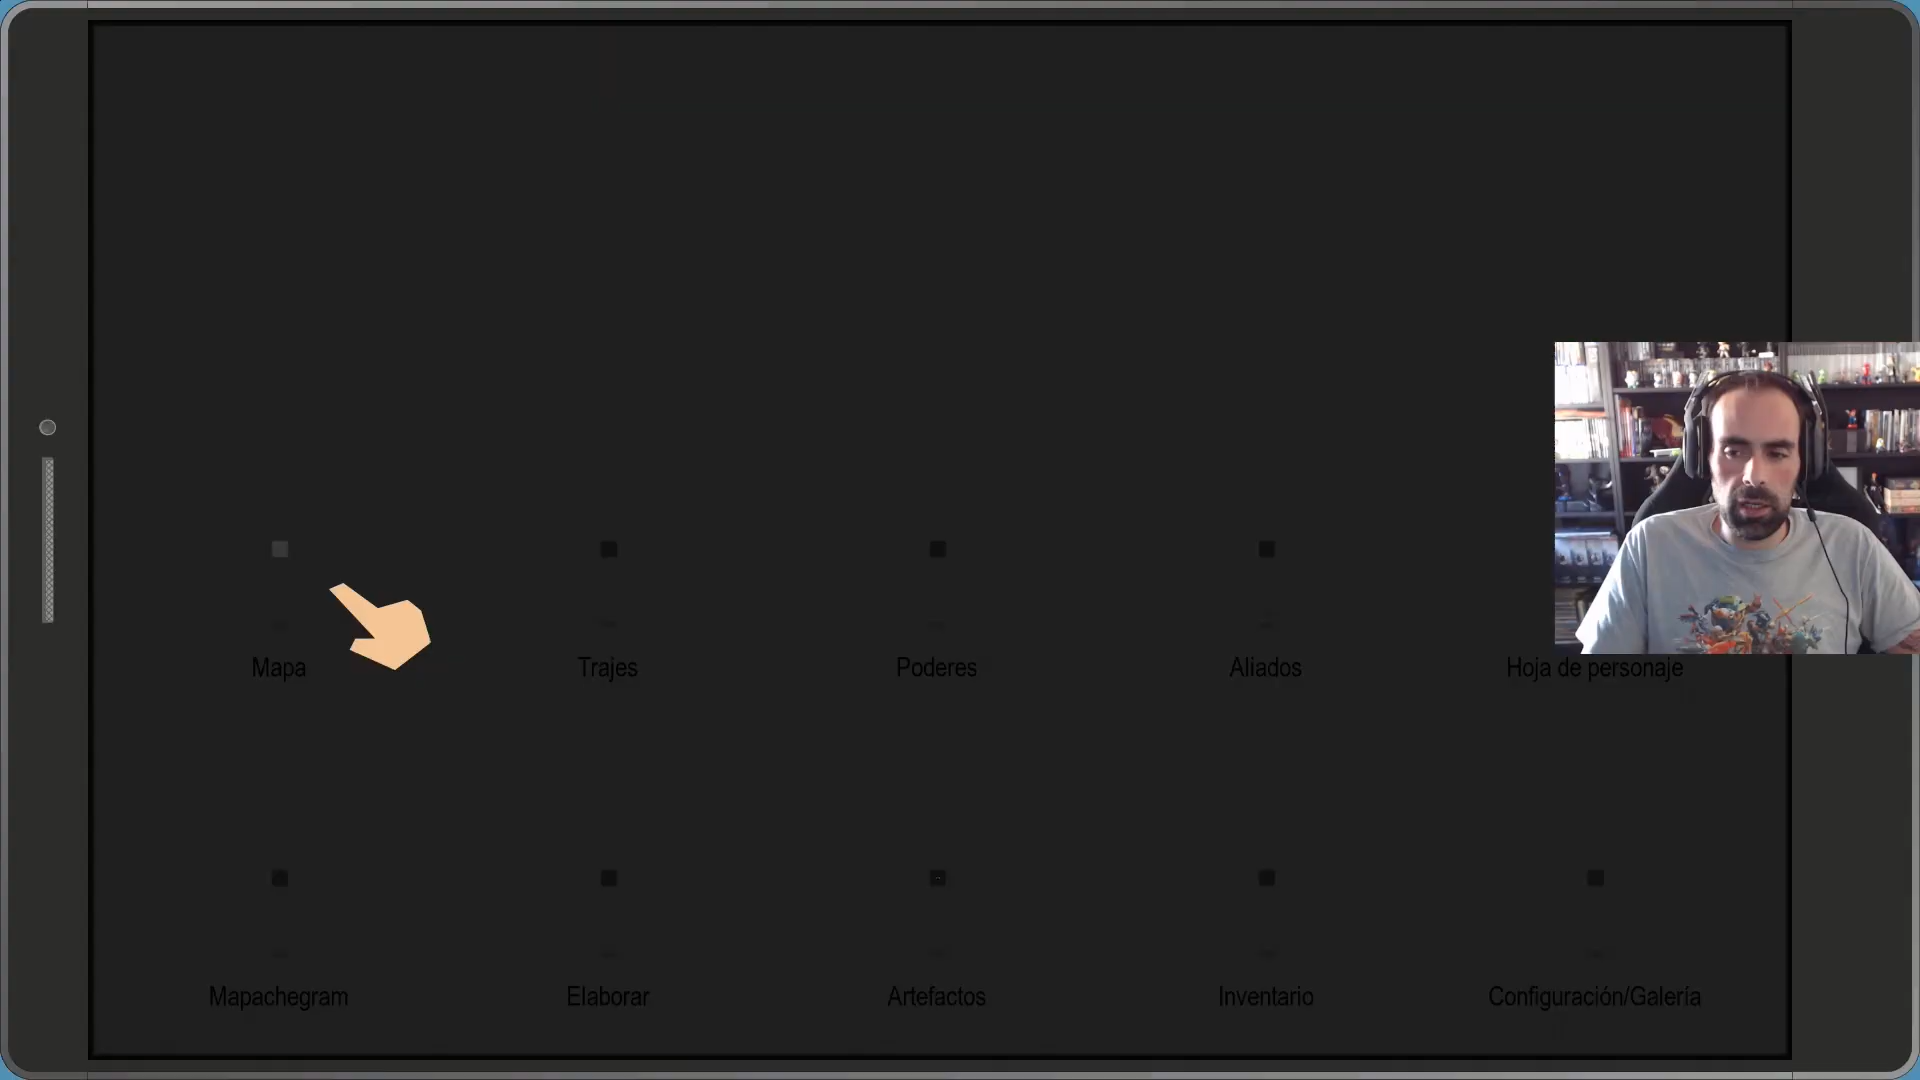 Mapa
Trajes
Poderes
Aliados
Hoja de personaje
Mapachegram
Elaborar
Artefactos
Inventario
Configuración/Galería